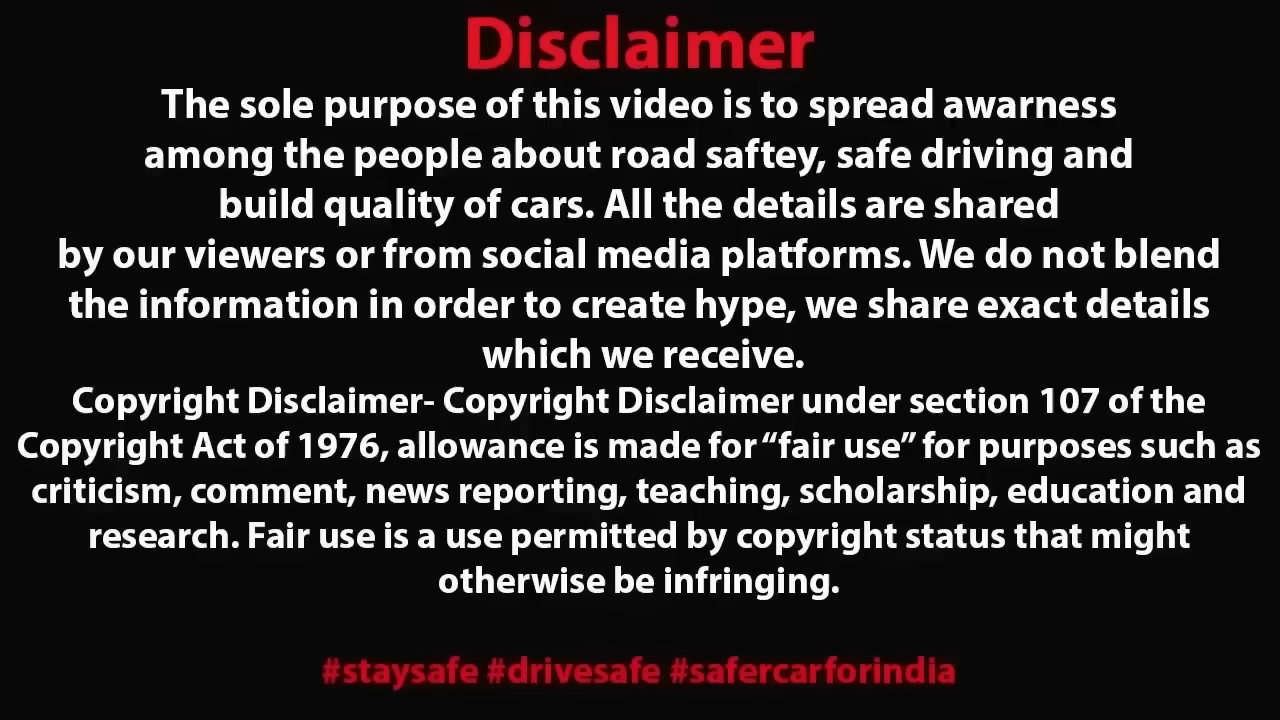 Disclaimer
The sole purpose of this video is to spread awarness
among the people about road saftey, safe driving and
build quality of cars. All the details are shared
by our viewers or from social media platforms. We do not blend
the information in order to create hype, we share exact details
which we receive.
Copyright Disclaimer- Copyright Disclaimer under section 107 of the
Copyright Act of 1976, allowance is made for “fair use” for purposes such as
criticism, comment, news reporting, teaching, scholarship, education and
research. Fair use is a use permitted by copyright status that might
otherwise be infringing.
#staysafe #drivesafe #safercarforindia